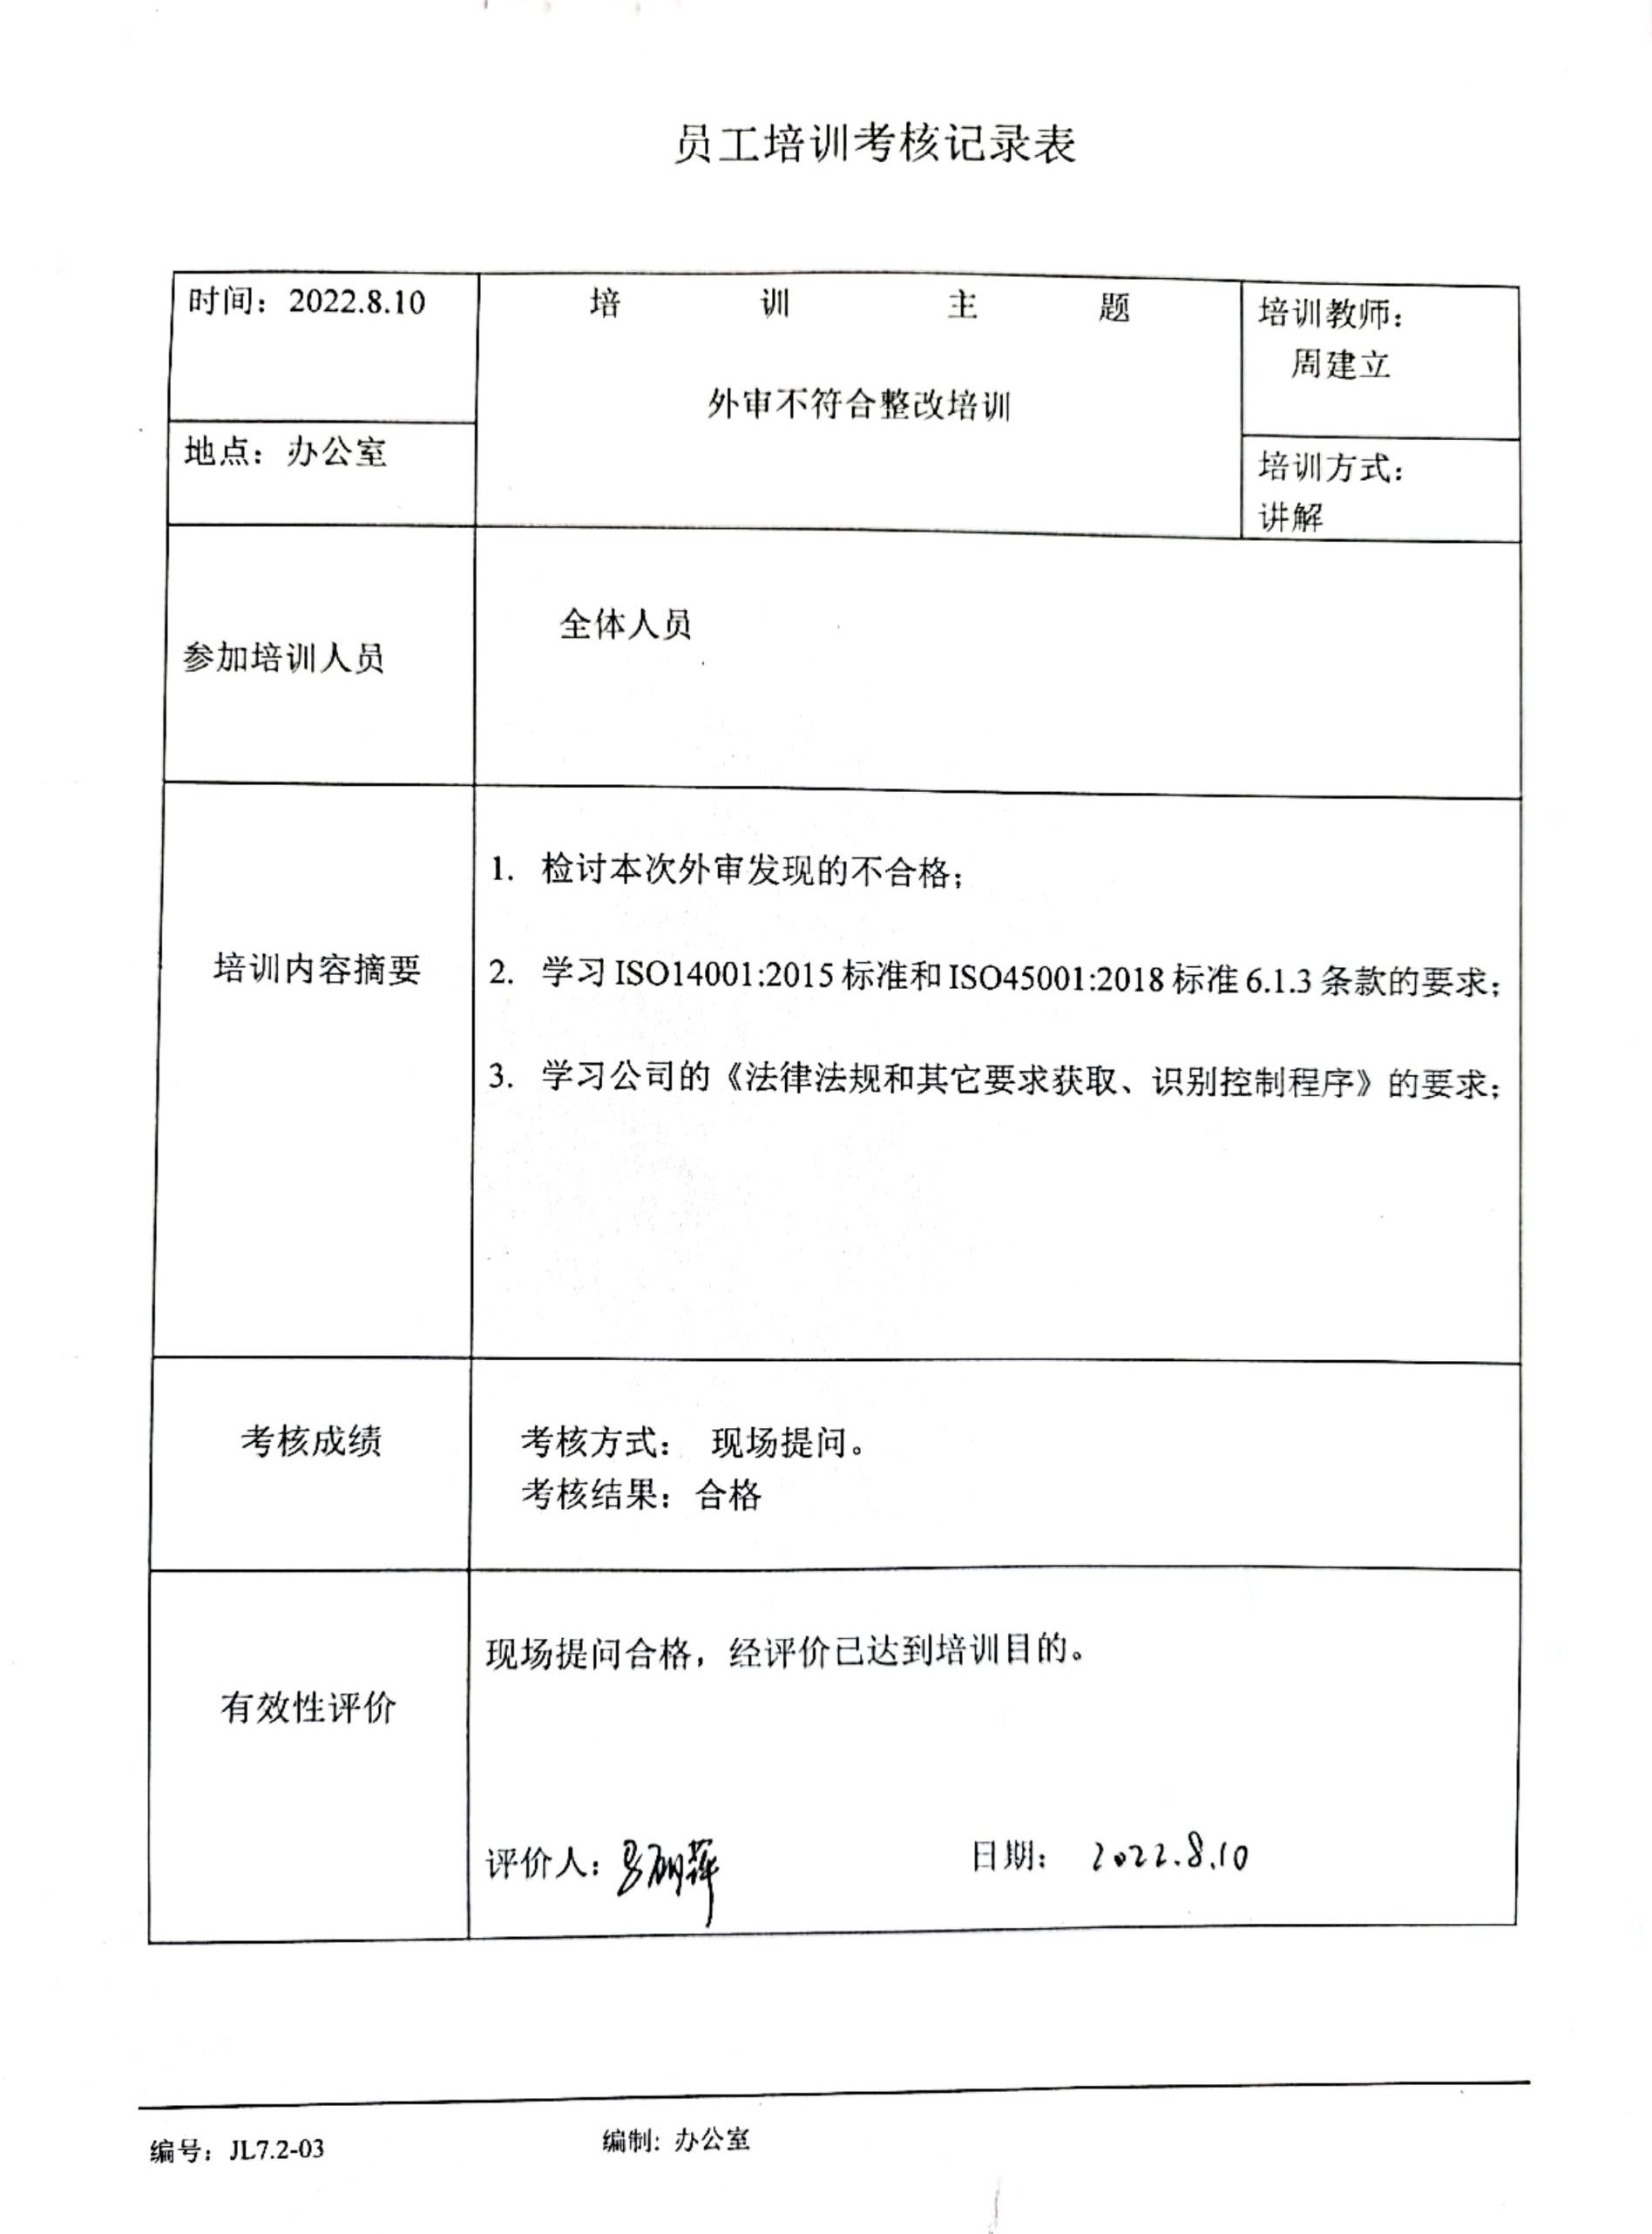 员工培训考核记录表
时间：2022.8.10
培 训 主 题
培训教师：
周建立
外审不符合整改培训
地点：办公室
培训方式：
讲解
参加培训人员
全体人员
培训内容摘要
1. 检讨本次外审发现的不合格；
2. 学习ISO14001:2015标准和ISO45001:2018标准6.1.3条款的要求；
3. 学习公司的《法律法规和其它要求获取、识别控制程序》的要求；
考核成绩
考核方式： 现场提问。
考核结果：合格
有效性评价
现场提问合格，经评价已达到培训目的。
评价人：
日期： 2022.8.10
编号：JL7.2-03
编制: 办公室